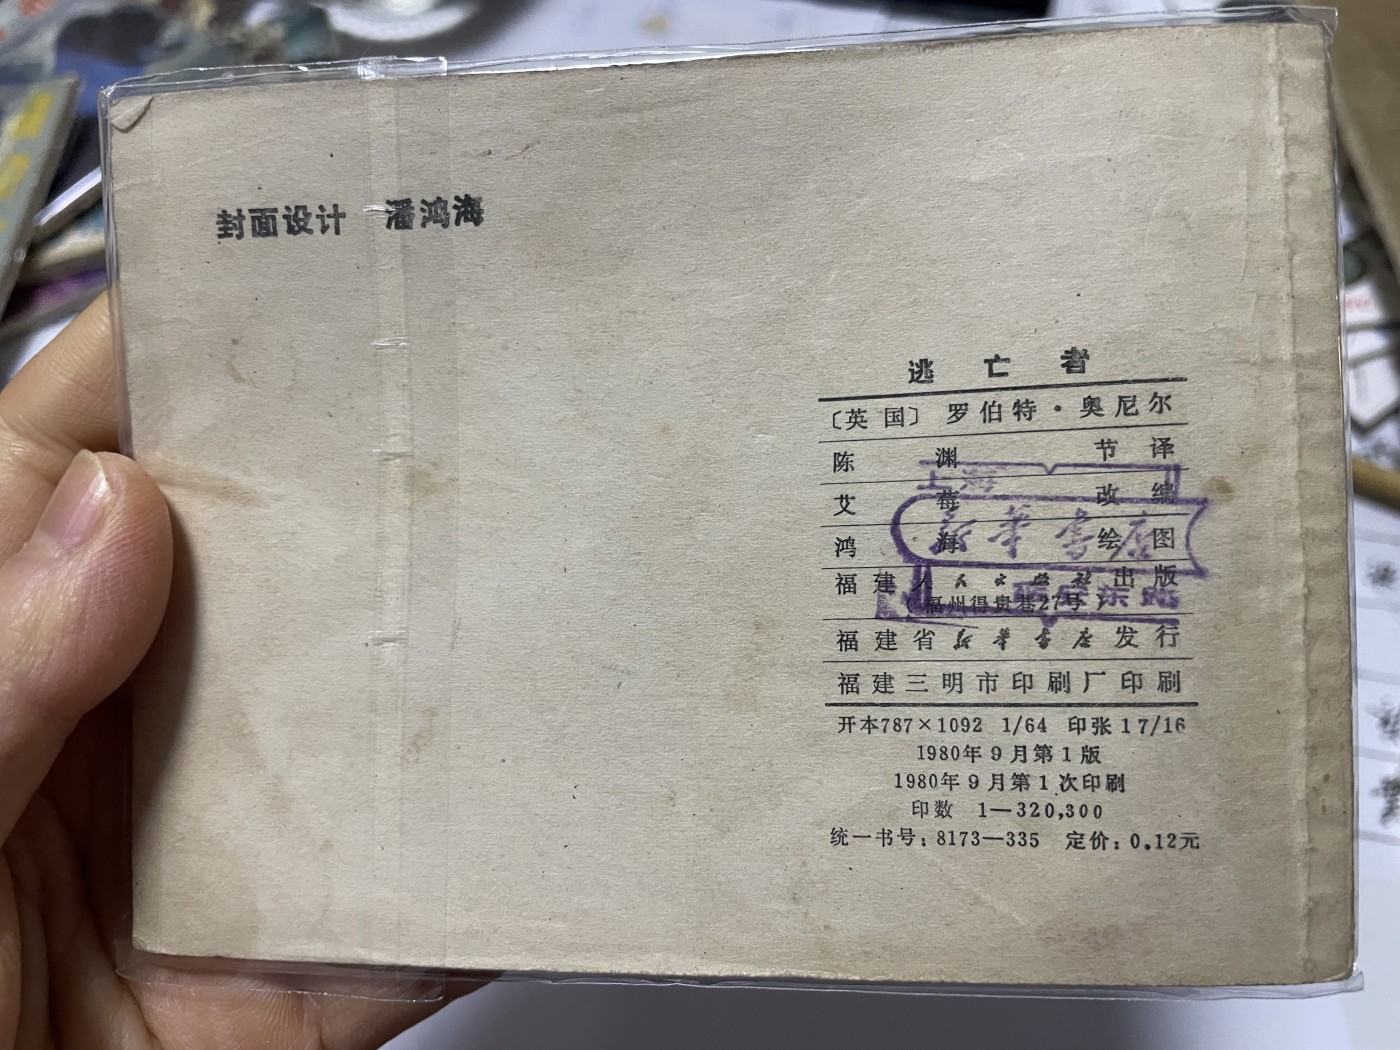 封面设计 潘鸿海
逃亡者
〔英国〕罗伯特·奥尼尔
陈渊 节译
艾莓 改编
鸿海 绘图
福建人民出版社出版
(福州得贵巷27号)
福建省新华书店发行
福建三明市印刷厂印刷
开本787×1092 1/64 印张17/16
1980年9月第1版
1980年9月第1次印刷
印数 1—320,300
统一书号:8173—335 定价:0.12元
上海
新華書店